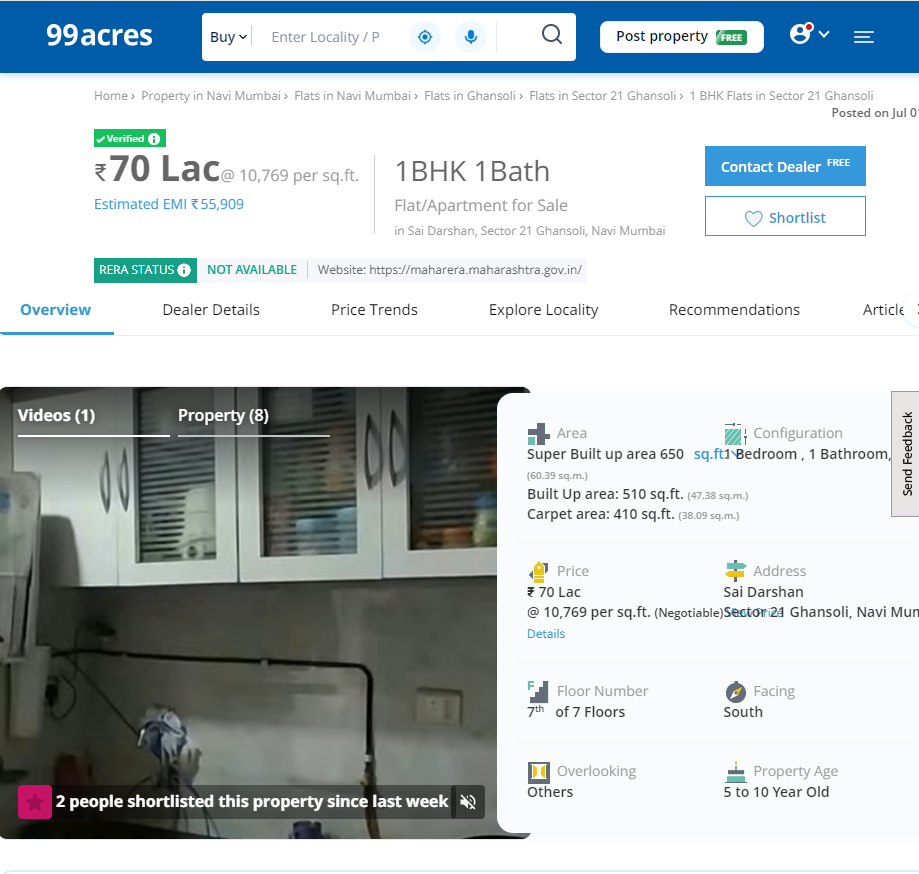 99acres
Buy
Enter Locality / P
Post property FREE
Home › Property in Navi Mumbai › Flats in Navi Mumbai › Flats in Ghansoli › Flats in Sector 21 Ghansoli › 1 BHK Flats in Sector 21 Ghansoli
Posted on Jul 0
Verified
₹70 Lac @ 10,769 per sq.ft.
Estimated EMI ₹ 55,909
1BHK 1Bath
Flat/Apartment for Sale
in Sai Darshan, Sector 21 Ghansoli, Navi Mumbai
Contact Dealer FREE
Shortlist
RERA STATUS NOT AVAILABLE Website: https://maharera.maharashtra.gov.in/
Overview Dealer Details Price Trends Explore Locality Recommendations Article
Videos (1) Property (8)
2 people shortlisted this property since last week
Area
Super Built up area 650 sq.ft
(60.39 sq.m.)
Built Up area: 510 sq.ft. (47.38 sq.m.)
Carpet area: 410 sq.ft. (38.09 sq.m.)
Configuration
1 Bedroom , 1 Bathroom,
Price
₹ 70 Lac
@ 10,769 per sq.ft. (Negotiable) View Price
Details
Address
Sai Darshan
Sector 21 Ghansoli, Navi Mum
Floor Number
7th of 7 Floors
Facing
South
Overlooking
Others
Property Age
5 to 10 Year Old
Send Feedback